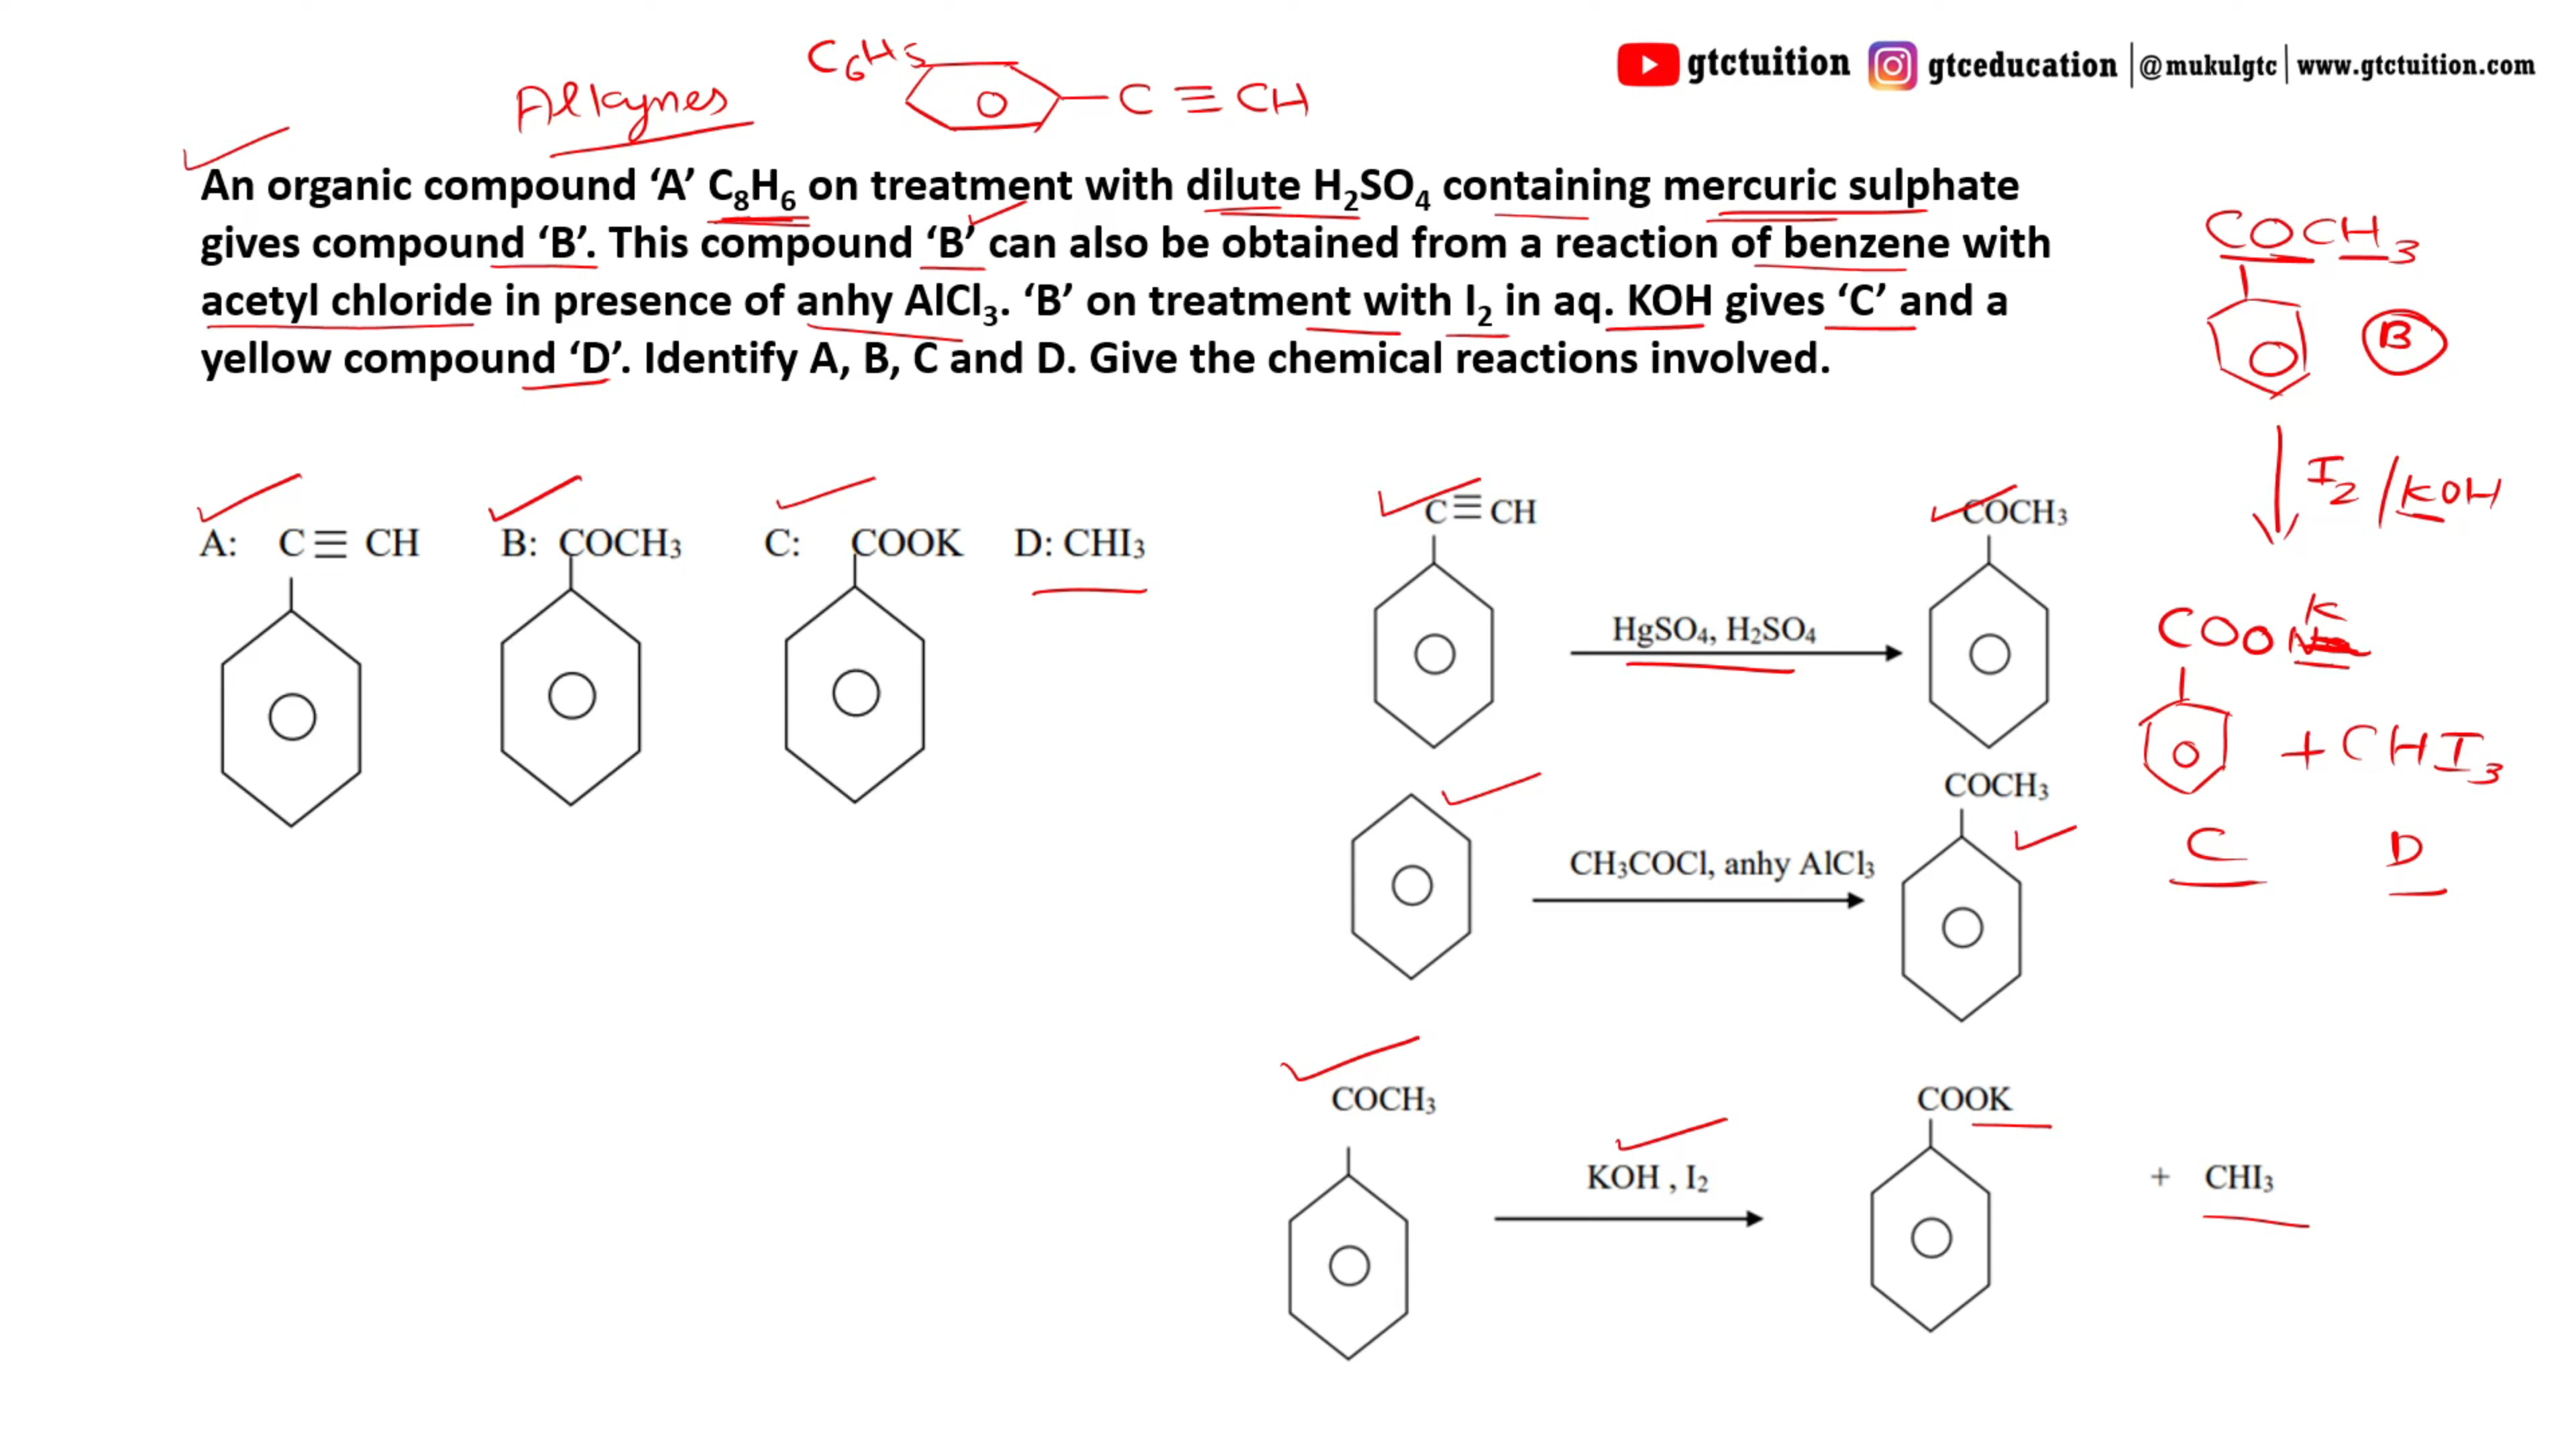 C6H5
Alkynes
C ≡ CH
gtctuition gtceducation |@mukulgtc| www.gtctuition.com
An organic compound ‘A’ C₈H₆ on treatment with dilute H₂SO₄ containing mercuric sulphate
gives compound ‘B’. This compound ‘B’ can also be obtained from a reaction of benzene with
acetyl chloride in presence of anhy AlCl₃. ‘B’ on treatment with I₂ in aq. KOH gives ‘C’ and a
yellow compound ‘D’. Identify A, B, C and D. Give the chemical reactions involved.
COCH3
B
I2 /KOH
A: C≡ CH B: COCH₃ C: COOK D: CHI₃
C≡ CH
HgSO₄, H₂SO₄
COCH₃
CH₃COCl, anhy AlCl₃
COCH₃
COCH₃
KOH , I₂
COOK
+ CHI₃
COOK
+ CHI3
C D